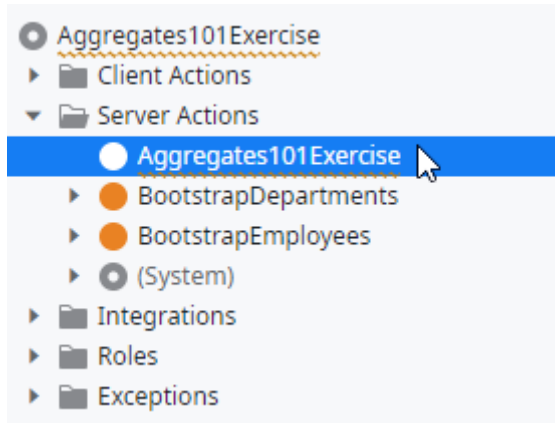 Aggregates101Exercise
Client Actions
Server Actions
Aggregates101Exercise
BootstrapDepartments
BootstrapEmployees
(System)
Integrations
Roles
Exceptions